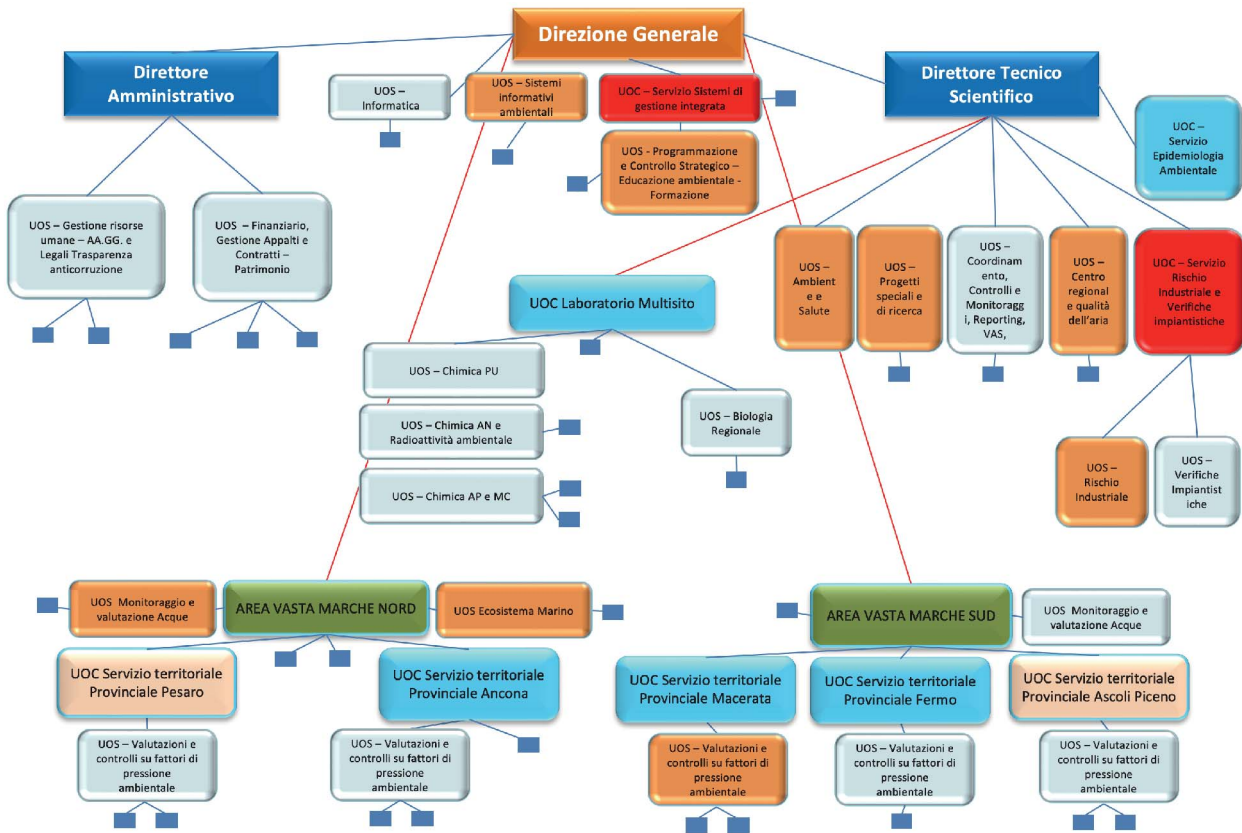 Direzione Generale
Direttore
Amministrativo
UOS –
Informatica
UOS – Sistemi
informativi
ambientali
UOC – Servizio Sistemi di
gestione integrata
Direttore Tecnico
Scientifico
UOC –
Servizio
Epidemiologia
Ambientale
UOS - Programmazione
e Controllo Strategico –
Educazione ambientale -
Formazione
UOS – Gestione risorse
umane – AA.GG. e
Legali Trasparenza
anticorruzione
UOS – Finanziario,
Gestione Appalti e
Contratti –
Patrimonio
UOC Laboratorio Multisito
UOS –
Ambient
e e
Salute
UOS –
Progetti
speciali e
di ricerca
UOS –
Coordinam
ento,
Controlli e
Monitoragg
i, Reporting,
VAS,
UOS –
Centro
regional
e qualità
dell’aria
UOC – Servizio
Rischio
Industriale e
Verifiche
impiantistiche
UOS – Chimica PU
UOS – Chimica AN e
Radioattività ambientale
UOS – Chimica AP e MC
UOS – Biologia
Regionale
UOS –
Rischio
Industriale
UOS –
Verifiche
Impiantist
iche
UOS Monitoraggio e
valutazione Acque
AREA VASTA MARCHE NORD
UOS Ecosistema Marino
AREA VASTA MARCHE SUD
UOS Monitoraggio e
valutazione Acque
UOC Servizio territoriale
Provinciale Pesaro
UOC Servizio territoriale
Provinciale Ancona
UOC Servizio territoriale
Provinciale Macerata
UOC Servizio territoriale
Provinciale Fermo
UOC Servizio territoriale
Provinciale Ascoli Piceno
UOS – Valutazioni e
controlli su fattori di
pressione
ambientale
UOS – Valutazioni e
controlli su fattori di
pressione
ambientale
UOS – Valutazioni e
controlli su fattori di
pressione
ambientale
UOS – Valutazioni e
controlli su fattori di
pressione
ambientale
UOS – Valutazioni e
controlli su fattori di
pressione
ambientale